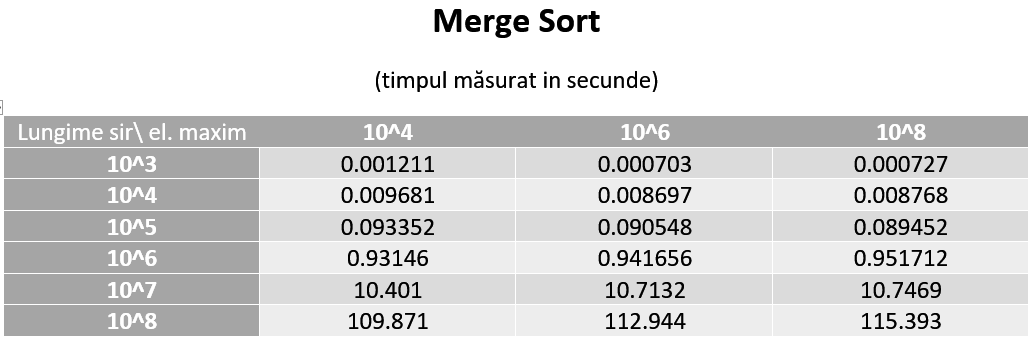 Merge Sort
(timpul măsurat in secunde)
Lungime sir\ el. maxim 10^4 10^6 10^8
10^3 0.001211 0.000703 0.000727
10^4 0.009681 0.008697 0.008768
10^5 0.093352 0.090548 0.089452
10^6 0.93146 0.941656 0.951712
10^7 10.401 10.7132 10.7469
10^8 109.871 112.944 115.393